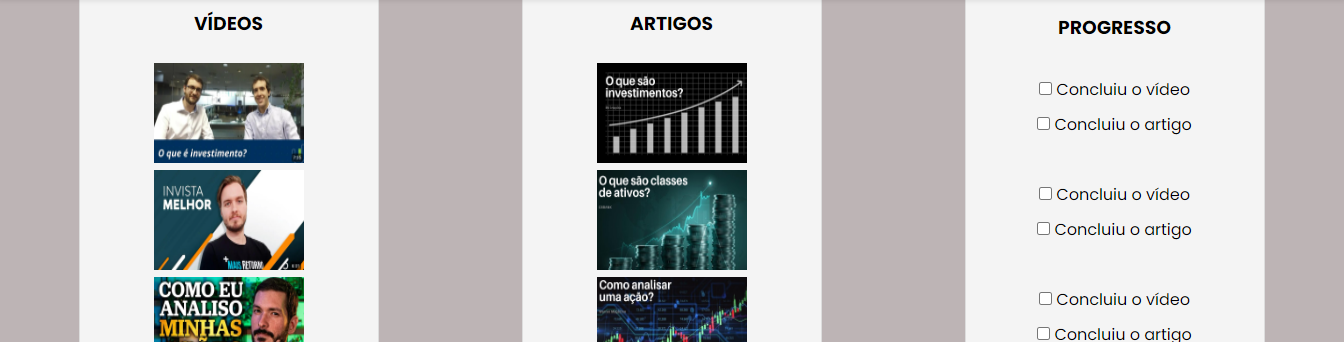 VÍDEOS
O que é investimento?
INVISTA
MELHOR
+MAIS RETORNO
COMO EU
ANALISO
MINHAS
ARTIGOS
O que são
investimentos?
O que são classes
de ativos?
Como analisar
uma ação?
PROGRESSO
Concluiu o vídeo
Concluiu o artigo
Concluiu o vídeo
Concluiu o artigo
Concluiu o vídeo
Concluiu o artigo